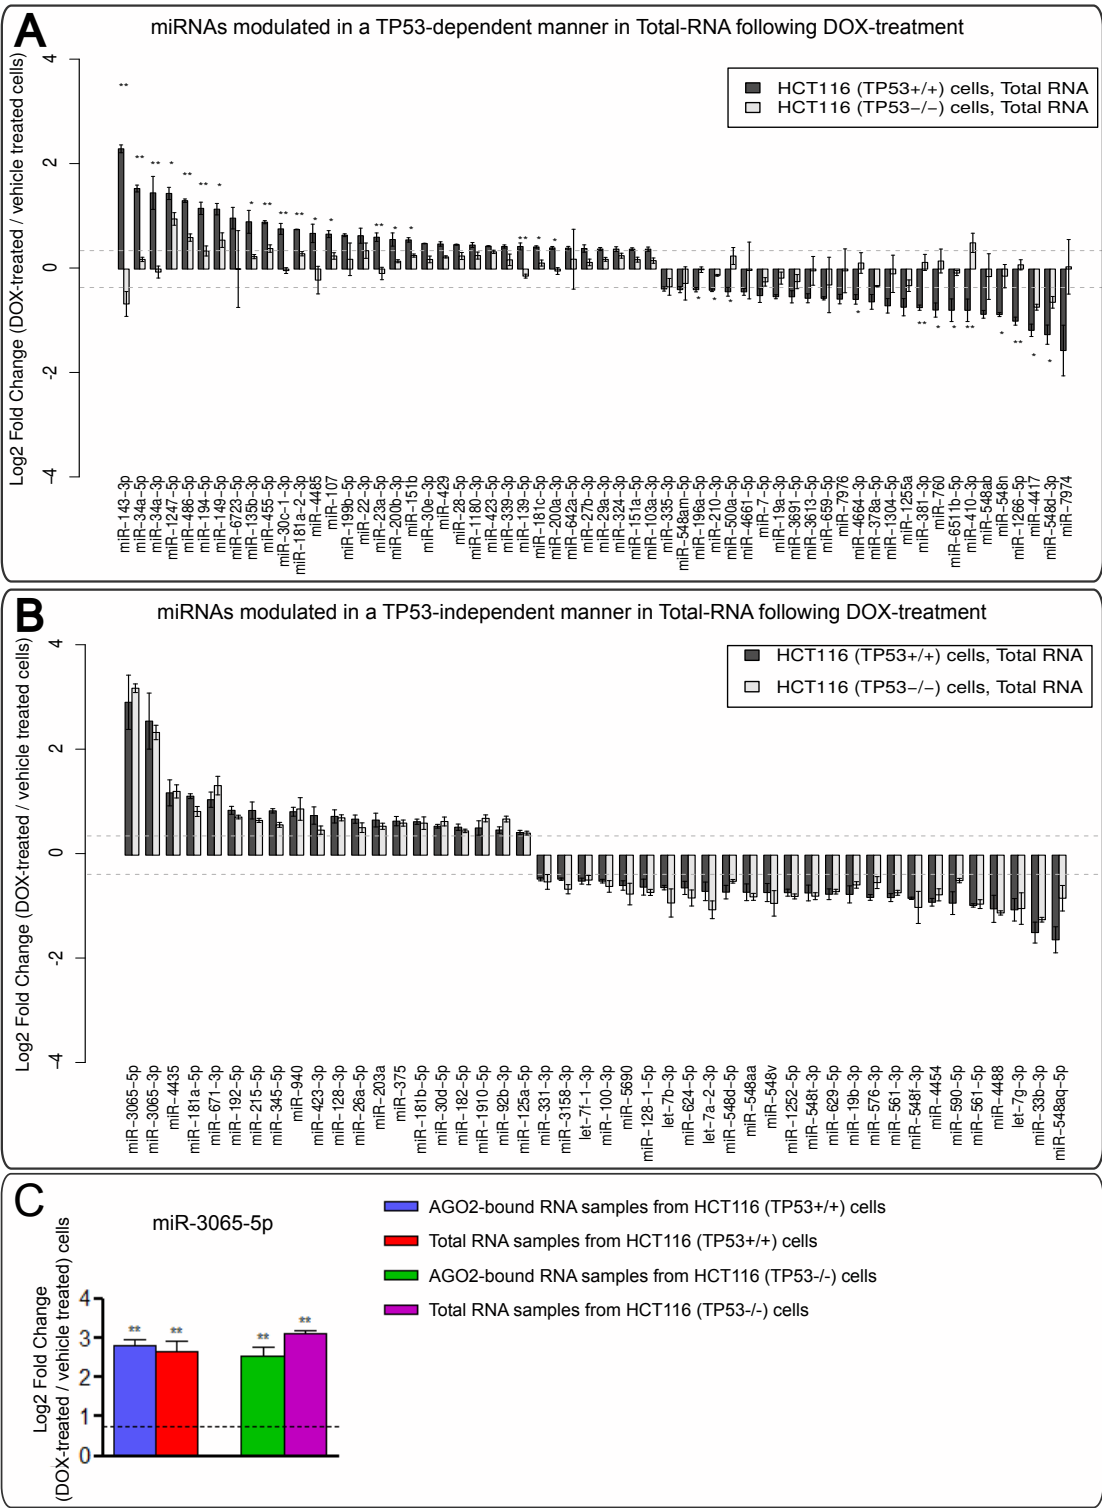 A
miRNAs modulated in a TP53-dependent manner in Total-RNA following DOX-treatment
Log2 Fold Change (DOX-treated / vehicle treated cells)
4
2
0
-2
-4
HCT116 (TP53+/+) cells, Total RNA
HCT116 (TP53−/−) cells, Total RNA
miR−143−3p
miR−34a−5p
miR−34a−3p
miR−1247−5p
miR−486−5p
miR−194−5p
miR−149−5p
miR−6723−5p
miR−135b−3p
miR−455−5p
miR−30c−1−3p
miR−181a−2−3p
miR−4485
miR−107
miR−199b−5p
miR−22−3p
miR−23a−5p
miR−200b−3p
miR−151b
miR−30e−3p
miR−429
miR−28−5p
miR−1180−3p
miR−423−5p
miR−339−3p
miR−139−5p
miR−181c−5p
miR−200a−3p
miR−642a−5p
miR−27b−3p
miR−29a−3p
miR−324−3p
miR−151a−5p
miR−103a−3p
miR−335−3p
miR−548am−5p
miR−196a−5p
miR−210−3p
miR−500a−5p
miR−4661−5p
miR−7−5p
miR−19a−3p
miR−3691−5p
miR−3613−5p
miR−659−5p
miR−7976
miR−4664−3p
miR−378a−5p
miR−1304−5p
miR−1255a
miR−381−3p
miR−760
miR−6511b−5p
miR−410−3p
miR−548ab
miR−548n
miR−1266−5p
miR−4417
miR−548d−3p
miR−7974
B
miRNAs modulated in a TP53-independent manner in Total-RNA following DOX-treatment
Log2 Fold Change (DOX-treated / vehicle treated cells)
4
2
0
-2
-4
HCT116 (TP53+/+) cells, Total RNA
HCT116 (TP53−/−) cells, Total RNA
miR−3065−5p
miR−3065−3p
miR−4435
miR−181a−5p
miR−671−3p
miR−192−5p
miR−215−5p
miR−345−5p
miR−940
miR−423−3p
miR−128−3p
miR−26a−5p
miR−203a
miR−375
miR−181b−5p
miR−30d−5p
miR−182−5p
miR−1910−5p
miR−92b−3p
miR−125a−5p
miR−331−3p
miR−3158−3p
let−7f−1−3p
miR−100−3p
miR−5690
miR−128−1−5p
let−7b−3p
miR−624−5p
let−7a−2−3p
miR−548d−5p
miR−548aa
miR−548v
miR−1252−5p
miR−548t−3p
miR−629−5p
miR−19b−3p
miR−576−3p
miR−561−3p
miR−548f−3p
miR−4454
miR−590−5p
miR−561−5p
miR−4488
let−7g−3p
miR−33b−3p
miR−548aq−5p
C
miR-3065-5p
Log2 Fold Change
(DOX-treated / vehicle treated) cells
4
3
2
1
0
** ** ** **
AGO2-bound RNA samples from HCT116 (TP53+/+) cells
Total RNA samples from HCT116 (TP53+/+) cells
AGO2-bound RNA samples from HCT116 (TP53-/-) cells
Total RNA samples from HCT116 (TP53-/-) cells